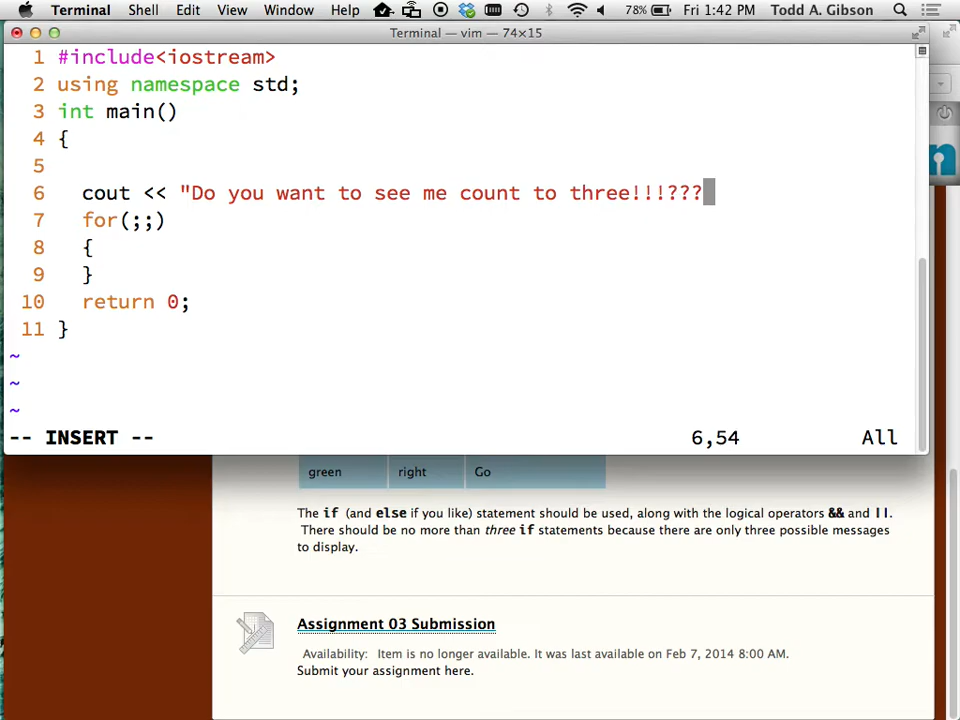 Terminal Shell Edit View Window Help 78% Fri 1:42 PM Todd A. Gibson
Terminal — vim — 74×15
1 #include<iostream>
2 using namespace std;
3 int main()
4 {
5
6 cout << "Do you want to see me count to three!!!???
7 for(;;)
8 {
9 }
10 return 0;
11 }
~
~
~
-- INSERT -- 6,54 All
green right Go
The if (and else if you like) statement should be used, along with the logical operators && and ||.
There should be no more than three if statements because there are only three possible messages
to display.
Assignment 03 Submission
Availability: Item is no longer available. It was last available on Feb 7, 2014 8:00 AM.
Submit your assignment here.